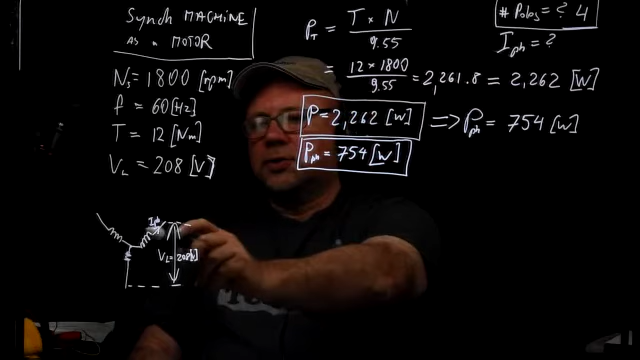 Synch MACHINE
AS A MOTOR
Ns = 1800 [rpm]
f = 60 [Hz]
T = 12 [Nm]
VL = 208 [V]
PT = T × N / 9.55
= 12 × 1800 / 9.55 = 2,261.8 = 2,262 [W]
P = 2,262 [W] ⟹ Pph = 754 [W]
Pph = 754 [W]
# Poles = ? 4
Iph = ?
Iph
VL = 208 [V]